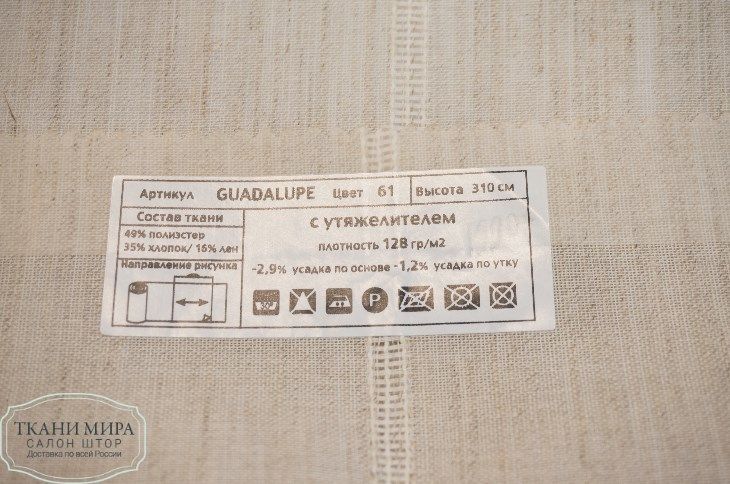 Артикул GUADALUPE Цвет 61 Высота 310 см
Состав ткани
49% полиэстер
35% хлопок/ 16% лен
Направление рисунка
с утяжелителем
плотность 128 гр/м2
-2,9% усадка по основе -1,2% усадка по утку
P
ТКАНИ МИРА
САЛОН ШТОР
Доставка по всей России